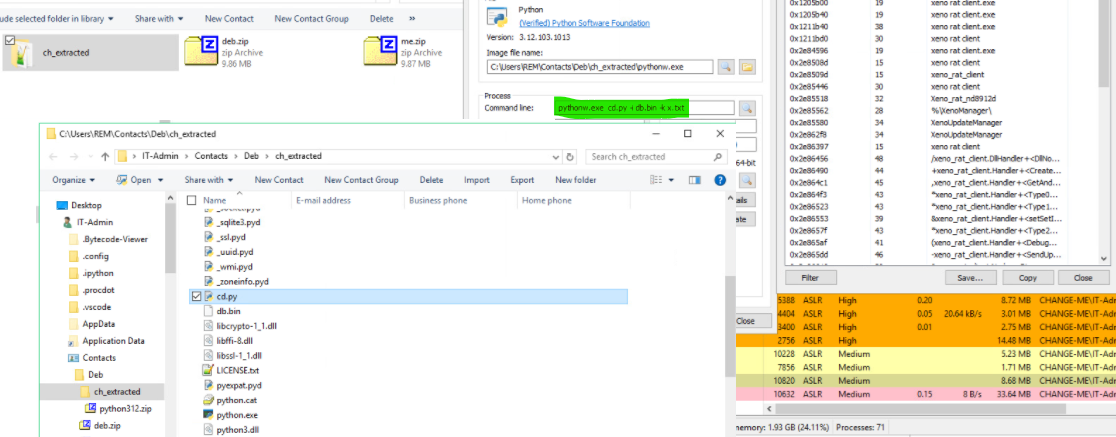 ude selected folder in library
Share with
New Contact
New Contact Group
Delete
»
ch_extracted
deb.zip
zip Archive
9.86 MB
me.zip
zip Archive
9.87 MB
Python
(Verified) Python Software Foundation
Version: 3.12.103.1013
Image file name:
C:\Users\REM\Contacts\Deb\ch_extracted\pythonw.exe
Process
Command line:
pythonw.exe cd.py -i db.bin -k x.txt
64-bit
ails
ate
Close
0x1205b00 19 xeno rat client.exe
0x1205b40 19 xeno rat client.exe
0x1211b40 38 xeno rat client.exe
0x1211bd0 30 xeno rat client
0x2e84596 19 xeno rat client.exe
0x2e8508d 15 xeno rat client
0x2e8509d 15 xeno_rat_client
0x2e85446 30 xeno rat client
0x2e85518 32 Xeno_rat_nd8912d
0x2e85562 28 %\XenoManager\
0x2e85580 34 XenoUpdateManager
0x2e862f8 34 XenoUpdateManager
0x2e86397 15 xeno rat client
0x2e86456 48 /xeno_rat_client.DllHandler+<DllNo...
0x2e86490 44 +xeno_rat_client.Handler+<Create...
0x2e864c1 45 ,xeno_rat_client.Handler+<GetAnd...
0x2e864f3 43 *xeno_rat_client.Handler+<Type0...
0x2e86523 43 *xeno_rat_client.Handler+<Type1...
0x2e86553 39 &xeno_rat_client.Handler+<setSetI...
0x2e8657f 43 *xeno_rat_client.Handler+<Type2...
0x2e865af 41 (xeno_rat_client.Handler+<Debug...
0x2e865dd 46 -xeno_rat_client.Handler+<SendUp...
Filter
Save...
Copy
Close
C:\Users\REM\Contacts\Deb\ch_extracted
IT-Admin > Contacts > Deb > ch_extracted
Search ch_extracted
Organize
Open
Share with
New Contact
New Contact Group
Delete
Import
Export
New folder
Name
E-mail address
Business phone
Home phone
Desktop
IT-Admin
.Bytecode-Viewer
.config
.ipython
.procdot
.vscode
AppData
Application Data
Contacts
Deb
ch_extracted
python312.zip
deb.zip
_sqlite3.pyd
_ssl.pyd
_uuid.pyd
_wmi.pyd
_zoneinfo.pyd
cd.py
db.bin
libcrypto-1_1.dll
libffi-8.dll
libssl-1_1.dll
LICENSE.txt
pyexpat.pyd
python.cat
python.exe
python3.dll
5388 ASLR High 0.20 8.72 MB CHANGE-ME\IT-Adr
4404 ASLR High 0.05 20.64 kB/s 3.01 MB CHANGE-ME\IT-Adr
3400 ASLR High 0.01 2.75 MB CHANGE-ME\IT-Adr
2756 ASLR High 14.48 MB CHANGE-ME\IT-Adr
10228 ASLR Medium 5.23 MB CHANGE-ME\IT-Adr
7856 ASLR Medium 1.71 MB CHANGE-ME\IT-Adr
10820 ASLR Medium 8.68 MB CHANGE-ME\IT-Adr
10632 ASLR Medium 0.15 8 B/s 33.64 MB CHANGE-ME\IT-Adr
memory: 1.93 GB (24.11%) Processes: 71